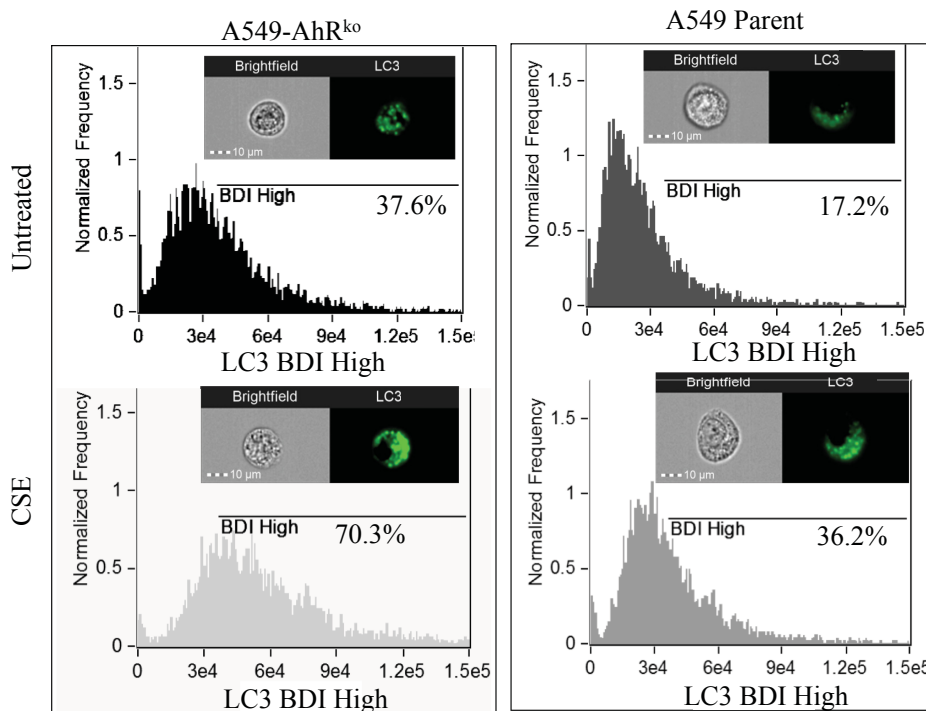 A549-AhRko
A549 Parent
Untreated
CSE
Normalized Frequency
1.5
1
0.5
0
Brightfield LC3
10 µm
BDI High
37.6%
0 3e4 6e4 9e4 1.2e5 1.5e5
LC3 BDI High
Normalized Frequency
1.5
1
0.5
0
Brightfield LC3
10 µm
BDI High
17.2%
0 3e4 6e4 9e4 1.2e5 1.5e5
LC3 BDI High
Normalized Frequency
1.5
1
0.5
0
Brightfield LC3
10 µm
BDI High
70.3%
0 3e4 6e4 9e4 1.2e5 1.5e5
LC3 BDI High
Normalized Frequency
1.5
1
0.5
0
Brightfield LC3
10 µm
BDI High
36.2%
0 3e4 6e4 9e4 1.2e5 1.5e5
LC3 BDI High